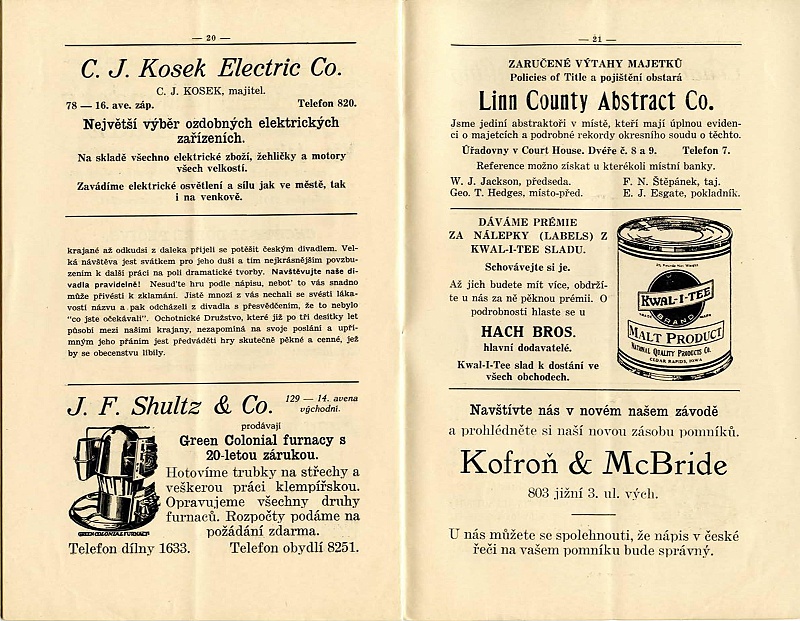 — 20 —
C. J. Kosek Electric Co.
C. J. KOSEK, majitel.
78 — 16. ave. záp. Telefon 820.
Největší výběr ozdobných elektrických
zařízeních.
Na skladě všechno elektrické zboží, žehličky a motory
všech velkostí.
Zavádíme elektrické osvětlení a sílu jak ve městě, tak
i na venkově.
krajané až odkudsi z daleka přijeli se potěšit českým divadlem. Vel-
ká návštěva jest svátkem pro jeho duši a tím nejkrásnějším povzbu-
zením k další práci na poli dramatické tvorby. Navštěvujte naše di-
vadla pravidelně! Nesuďte hru podle nápisu, neboť to vás snadno
může přivésti k zklamání. Jistě mnozí z vás nechali se svésti láka-
vostí názvu a pak odcházeli z divadla s přesvědčením, že to nebylo
"co jste očekávali". Ochotnické Družstvo, které již po tři desítky let
působí mezi našimi krajany, nezapomíná na svoje poslání a upří-
mným jeho přáním jest předváděti hry skutečně pěkné a cenné, jež
by se obecenstvu líbily.
J. F. Shultz & Co. 129 — 14. avena
východní.
prodávají
Green Colonial furnacy s
20-letou zárukou.
Hotovíme trubky na střechy a
veškerou práci klempířskou.
Opravujeme všechny druhy
furnaců. Rozpočty podáme na
požádání zdarma.
GREEN COLONIAL FURNACE
Telefon dílny 1633. Telefon obydlí 8251.
— 21 —
ZARUČENÉ VÝTAHY MAJETKŮ
Policies of Title a pojištění obstará
Linn County Abstract Co.
Jsme jediní abstraktoři v místě, kteří mají úplnou eviden-
ci o majetcích a podrobné rekordy okresního soudu o těchto.
Úřadovny v Court House. Dvéře č. 8 a 9. Telefon 7.
Reference možno získat u kterékoli místní banky.
W. J. Jackson, předseda. F. N. Štěpánek, taj.
Geo. T. Hedges, místo-před. E. J. Esgate, pokladník.
DÁVÁME PRÉMIE
ZA NÁLEPKY (LABELS) Z
KWAL-I-TEE SLADU.
Schovávejte si je.
Až jich budete mít více, obdrží-
te u nás za ně pěknou prémii. O
podrobnosti hlaste se u
HACH BROS.
hlavní dodavatelé.
Kwal-I-Tee slad k dostání ve
všech obchodech.
KWAL-I-TEE
BRAND
MALT PRODUCT
NATIONAL QUALITY PRODUCTS CO.
CEDAR RAPIDS, IOWA
Navštivte nás v novém našem závodě
a prohlédněte si naší novou zásobu pomníků.
Kofroň & McBride
803 jižní 3. ul. vých.
U nás můžete se spolehnouti, že nápis v české
řeči na vašem pomníku bude správný.